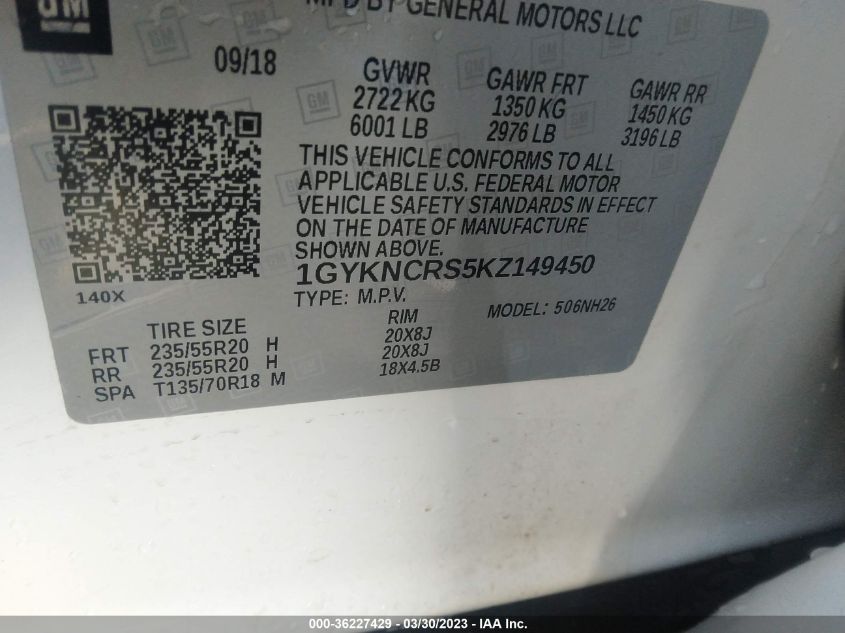 GM
MFD BY GENERAL MOTORS LLC
09/18
GVWR GAWR FRT GAWR RR
2722 KG 1350 KG 1450 KG
6001 LB 2976 LB 3196 LB
THIS VEHICLE CONFORMS TO ALL
APPLICABLE U.S. FEDERAL MOTOR
VEHICLE SAFETY STANDARDS IN EFFECT
ON THE DATE OF MANUFACTURE
SHOWN ABOVE.
1GYKNCRS5KZ149450
140X
TYPE: M.P.V. MODEL: 506NH26
TIRE SIZE RIM
FRT 235/55R20 H 20X8J
RR 235/55R20 H 20X8J
SPA T135/70R18 M 18X4.5B
000-36227429 - 03/30/2023 - IAA Inc.